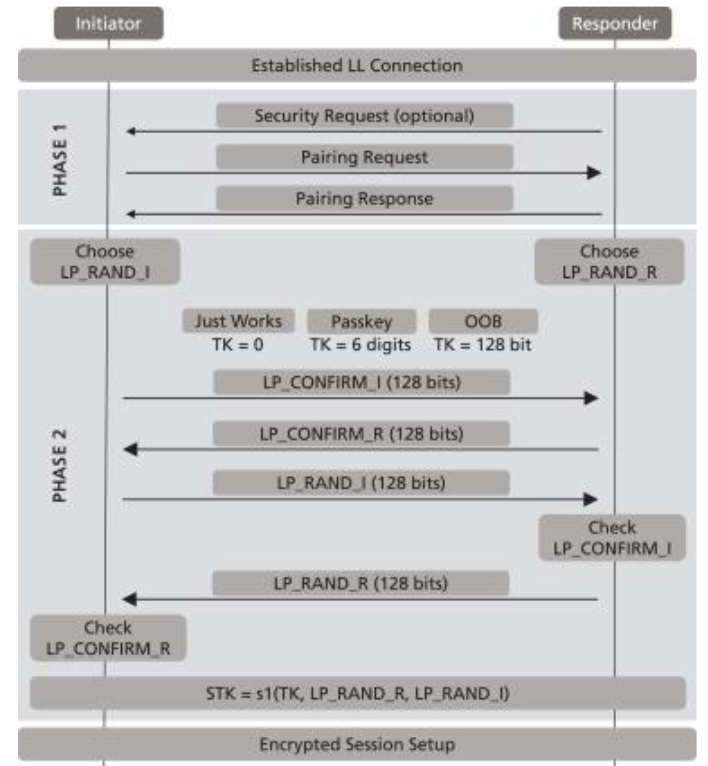 Initiator
Responder
Established LL Connection
PHASE 1
Security Request (optional)
Pairing Request
Pairing Response
Choose
LP_RAND_I
Choose
LP_RAND_R
Just Works
Passkey
OOB
TK = 0
TK = 6 digits
TK = 128 bit
PHASE 2
LP_CONFIRM_I (128 bits)
LP_CONFIRM_R (128 bits)
LP_RAND_I (128 bits)
Check
LP_CONFIRM_I
LP_RAND_R (128 bits)
Check
LP_CONFIRM_R
STK = s1(TK, LP_RAND_R, LP_RAND_I)
Encrypted Session Setup